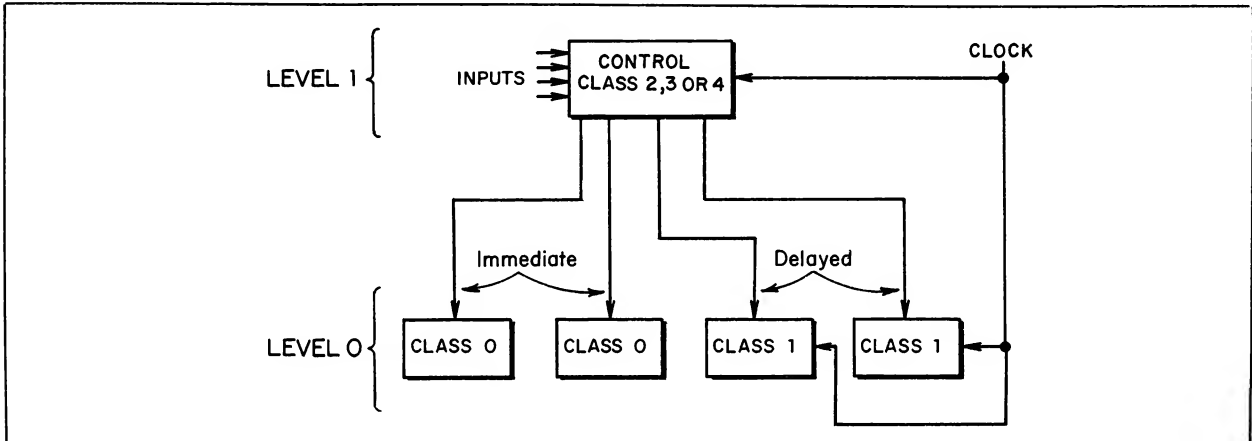 CLOCK
LEVEL 1
INPUTS
CONTROL
CLASS 2,3 OR 4
Immediate
Delayed
LEVEL 0
CLASS 0
CLASS 0
CLASS 1
CLASS 1